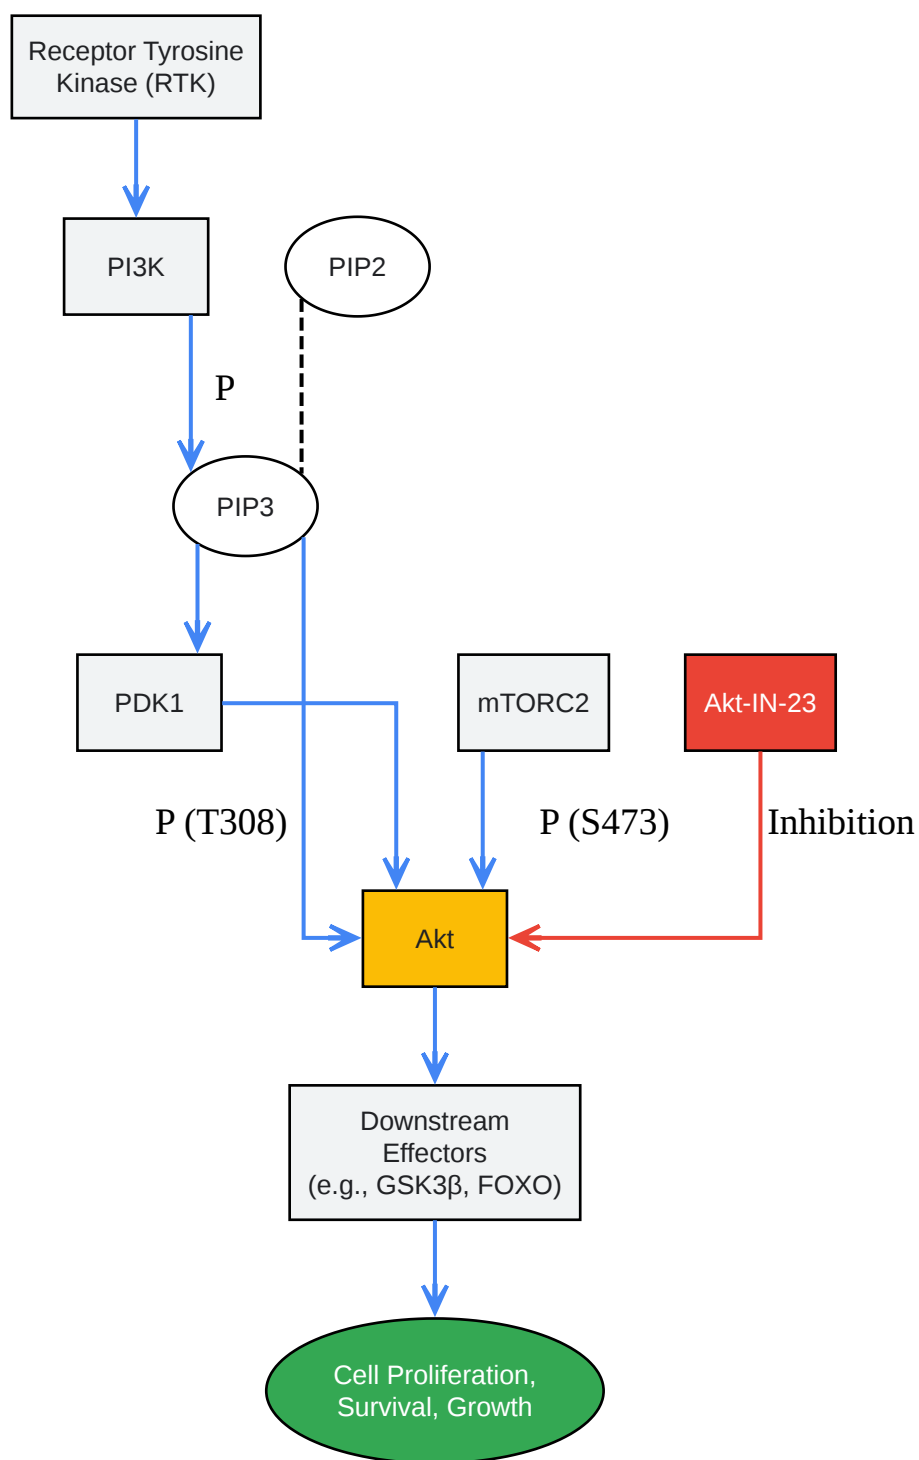 Receptor Tyrosine
Kinase (RTK)
PI3K
PIP2
P
PIP3
PDK1
mTORC2
Akt-IN-23
P (T308)
P (S473)
Inhibition
Akt
Downstream
Effectors
(e.g., GSK3β, FOXO)
Cell Proliferation,
Survival, Growth